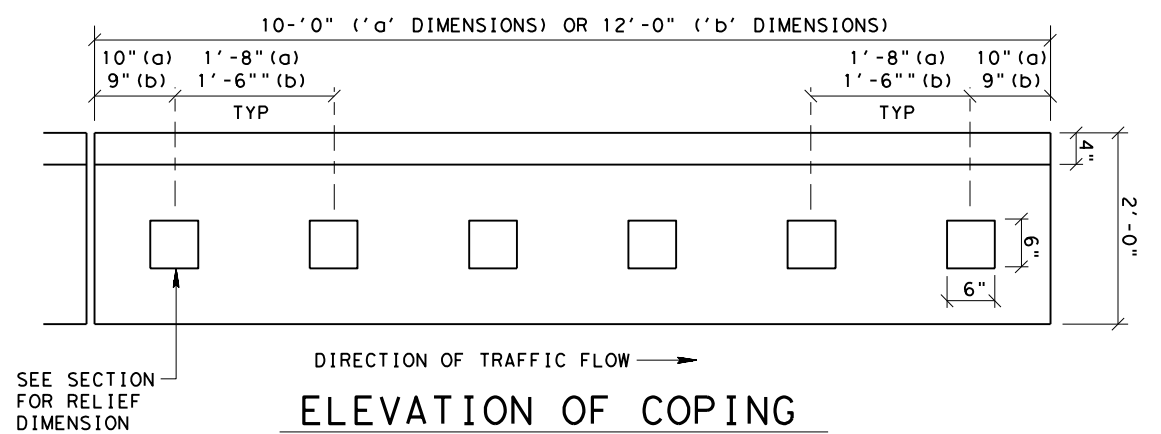 10-'0" ('a' DIMENSIONS) OR 12'-0" ('b' DIMENSIONS)
10" (a)
9" (b)
1'-8" (a)
1'-6"" (b)
TYP
1'-8" (a)
1'-6"" (b)
TYP
10" (a)
9" (b)
4"
2'-0"
6"
6"
DIRECTION OF TRAFFIC FLOW
SEE SECTION
FOR RELIEF
DIMENSION
ELEVATION OF COPING